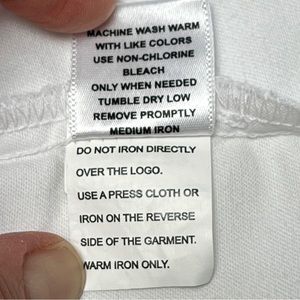 MACHINE WASH WARM
WITH LIKE COLORS
USE NON-CHLORINE
BLEACH
ONLY WHEN NEEDED
TUMBLE DRY LOW
REMOVE PROMPTLY
MEDIUM IRON
DO NOT IRON DIRECTLY
OVER THE LOGO.
USE A PRESS CLOTH OR
IRON ON THE REVERSE
SIDE OF THE GARMENT.
WARM IRON ONLY.